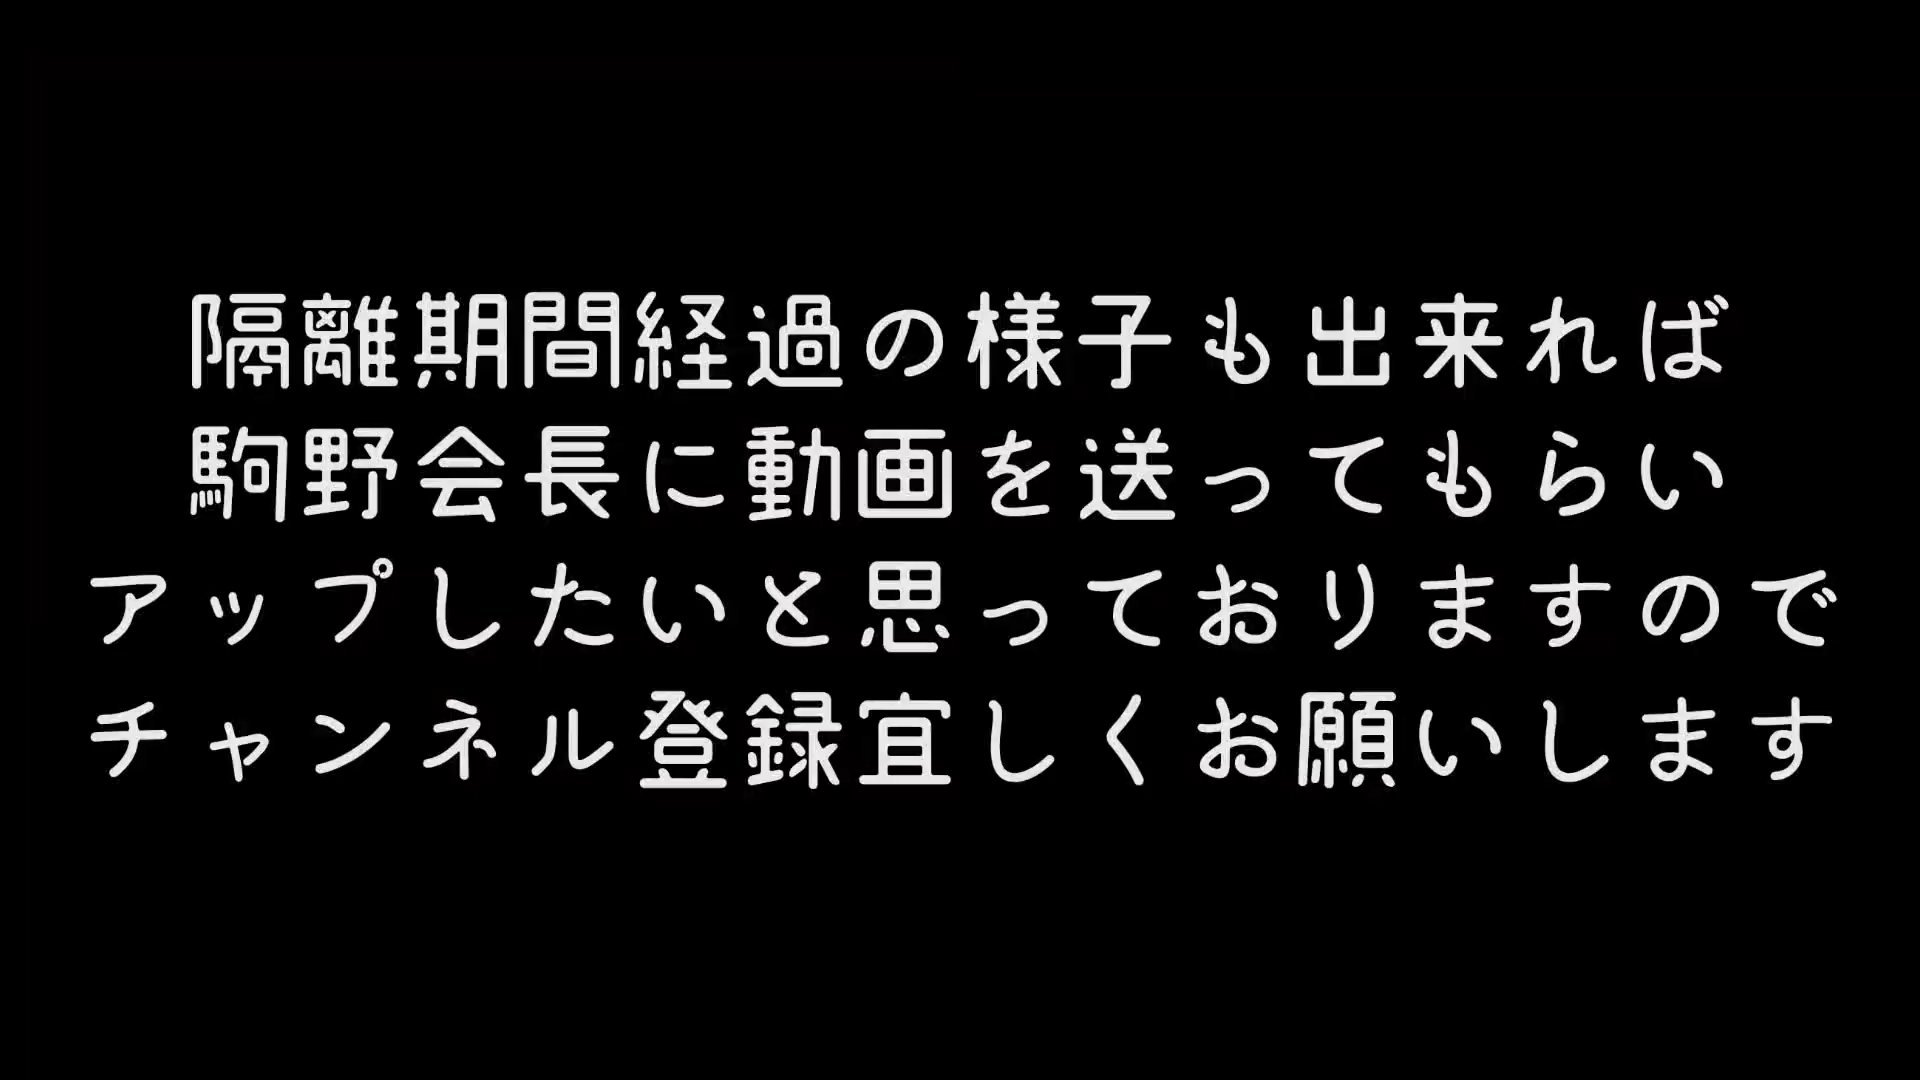 隔離期間経過の様子も出来れば
駒野会長に動画を送ってもらい
アップしたいと思っておりますので
チャンネル登録宜しくお願いします